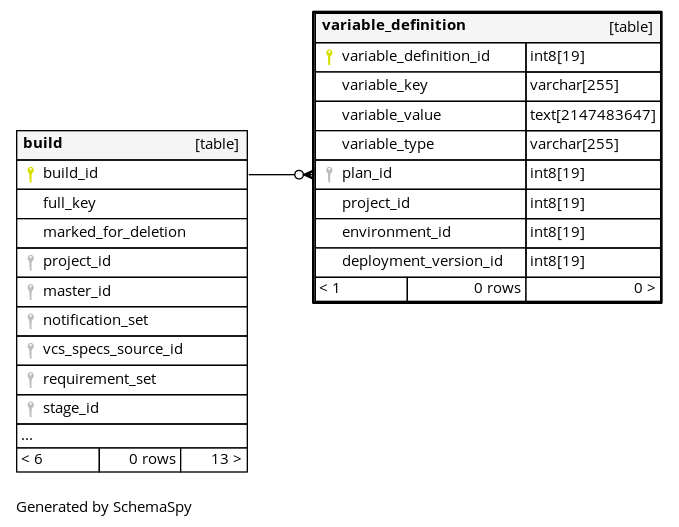 variable_definition [table]
variable_definition_id int8[19]
variable_key varchar[255]
variable_value text[2147483647]
variable_type varchar[255]
plan_id int8[19]
project_id int8[19]
environment_id int8[19]
deployment_version_id int8[19]
< 1 0 rows 0 >
build [table]
build_id
full_key
marked_for_deletion
project_id
master_id
notification_set
vcs_specs_source_id
requirement_set
stage_id
...
< 6 0 rows 13 >
Generated by SchemaSpy